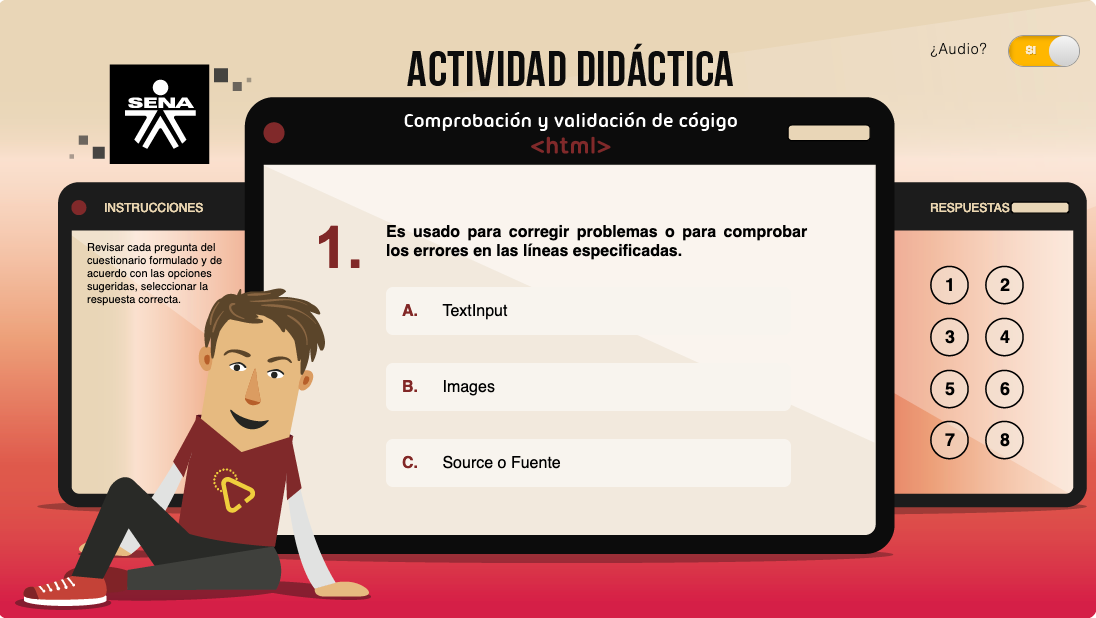 ACTIVIDAD DIDÁCTICA
¿Audio?
SI
SENA
Comprobación y validación de cógigo
<html>
INSTRUCCIONES
Revisar cada pregunta del
cuestionario formulado y de
acuerdo con las opciones
sugeridas, seleccionar la
respuesta correcta.
1.
Es usado para corregir problemas o para comprobar
los errores en las líneas especificadas.
A. TextInput
B. Images
C. Source o Fuente
RESPUESTAS
1 2
3 4
5 6
7 8